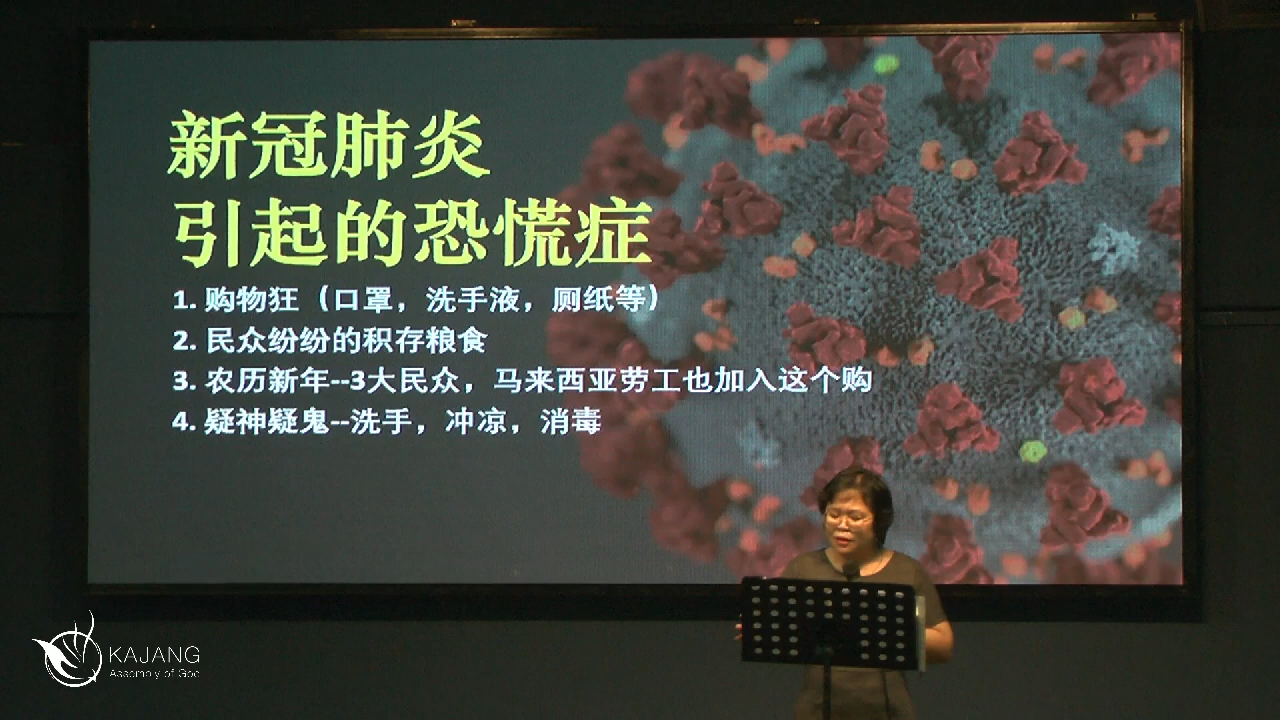 新冠肺炎
引起的恐慌症
1. 购物狂（口罩，洗手液，厕纸等）
2. 民众纷纷的积存粮食
3. 农历新年--3大民众，马来西亚劳工也加入这个购
4. 疑神疑鬼--洗手，冲凉，消毒
KAJANG
Assembly of God